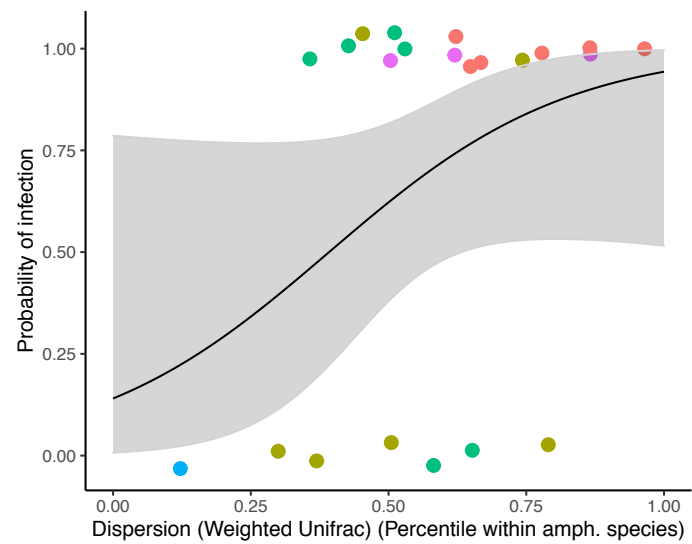 1.00
0.75
0.50
0.25
0.00
Probability of infection
0.00 0.25 0.50 0.75 1.00
Dispersion (Weighted Unifrac) (Percentile within amph. species)